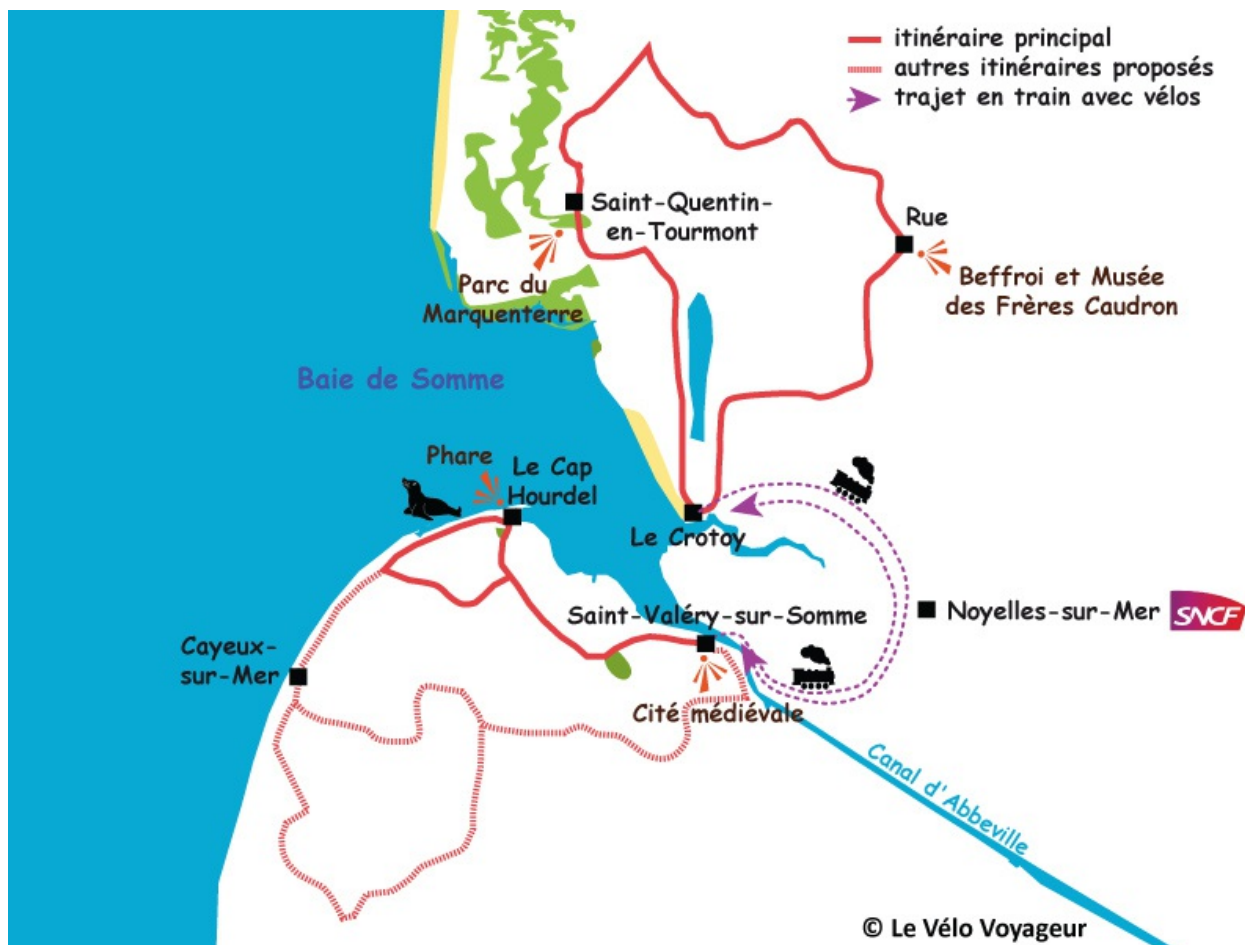 itinéraire principal
autres itinéraires proposés
trajet en train avec vélos
Saint-Quentin-
en-Tourmont
Rue
Parc du
Marquenterre
Beffroi et Musée
des Frères Caudron
Baie de Somme
Phare
Le Cap
Hourdel
Le Crotoy
Saint-Valéry-sur-Somme
Noyelles-sur-Mer
SNCF
Cayeux-
sur-Mer
Cité médiévale
Canal d'Abbeville
© Le Vélo Voyageur